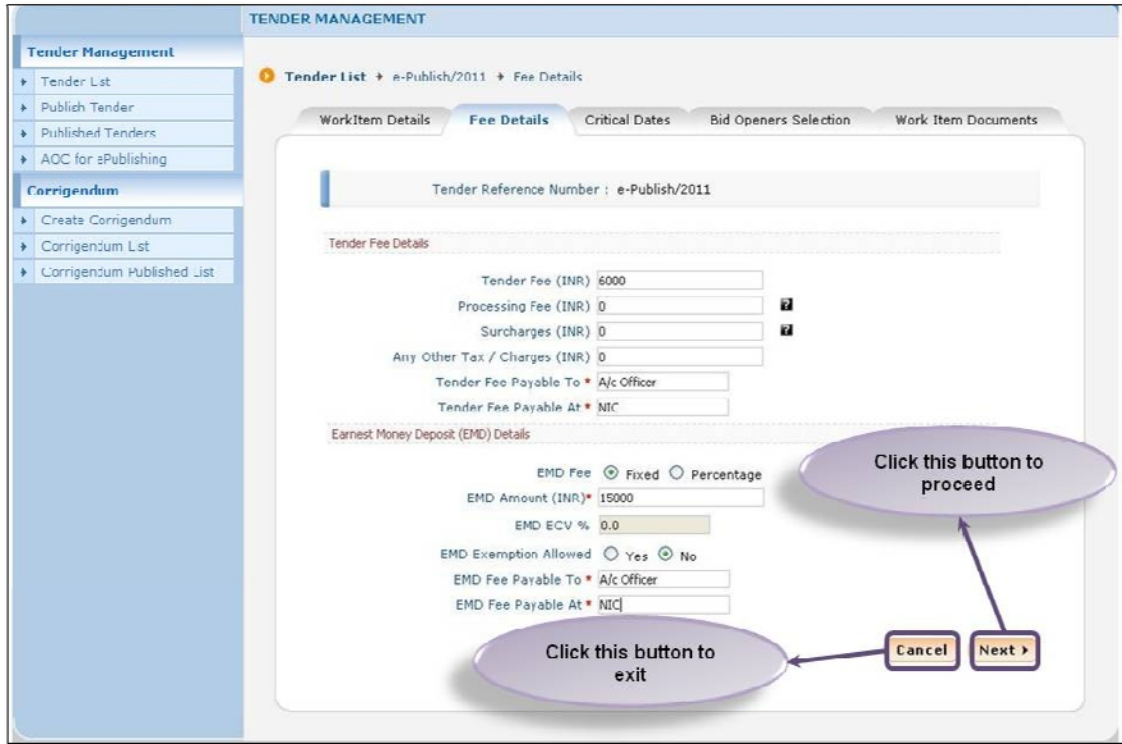 TENDER MANAGEMENT
Tender Management
Tender List
Publish Tender
Published Tenders
AOC for ePublishing
Corrigendum
Create Corrigendum
Corrigendum List
Corrigendum Published List
Tender List e-Publish/2011 Fee Details
WorkItem Details Fee Details Critical Dates Bid Openers Selection Work Item Documents
Tender Reference Number : e-Publish/2011
Tender Fee Details
Tender Fee (INR) 6000
Processing Fee (INR) 0 ?
Surcharges (INR) 0 ?
Any Other Tax / Charges (INR) 0
Tender Fee Payable To * A/c Officer
Tender Fee Payable At * NIC
Earnest Money Deposit (EMD) Details
EMD Fee Fixed Percentage
EMD Amount (INR)* 15000
EMD ECV % 0.0
EMD Exemption Allowed Yes No
EMD Fee Payable To * A/c Officer
EMD Fee Payable At * NIC
Click this button to
proceed
Cancel Next
Click this button to
exit